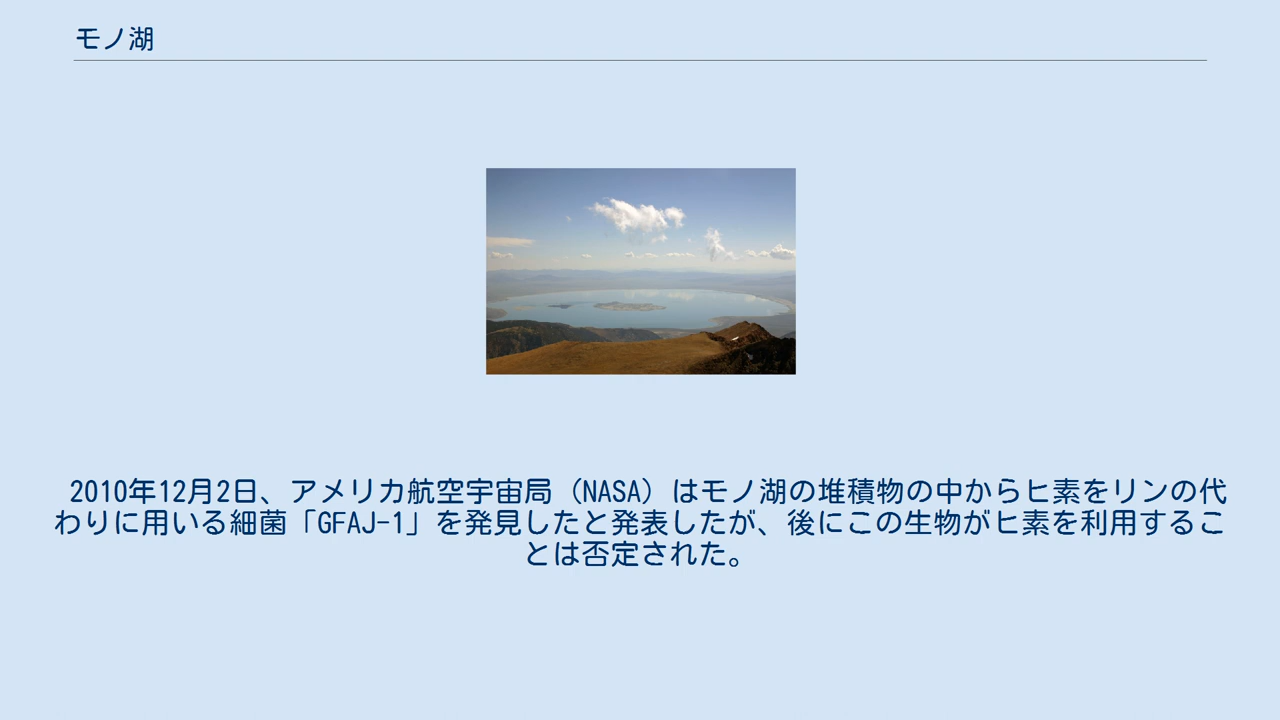 モノ湖
2010年12月2日、アメリカ航空宇宙局（NASA）はモノ湖の堆積物の中からヒ素をリンの代
わりに用いる細菌「GFAJ-1」を発見したと発表したが、後にこの生物がヒ素を利用するこ
とは否定された。